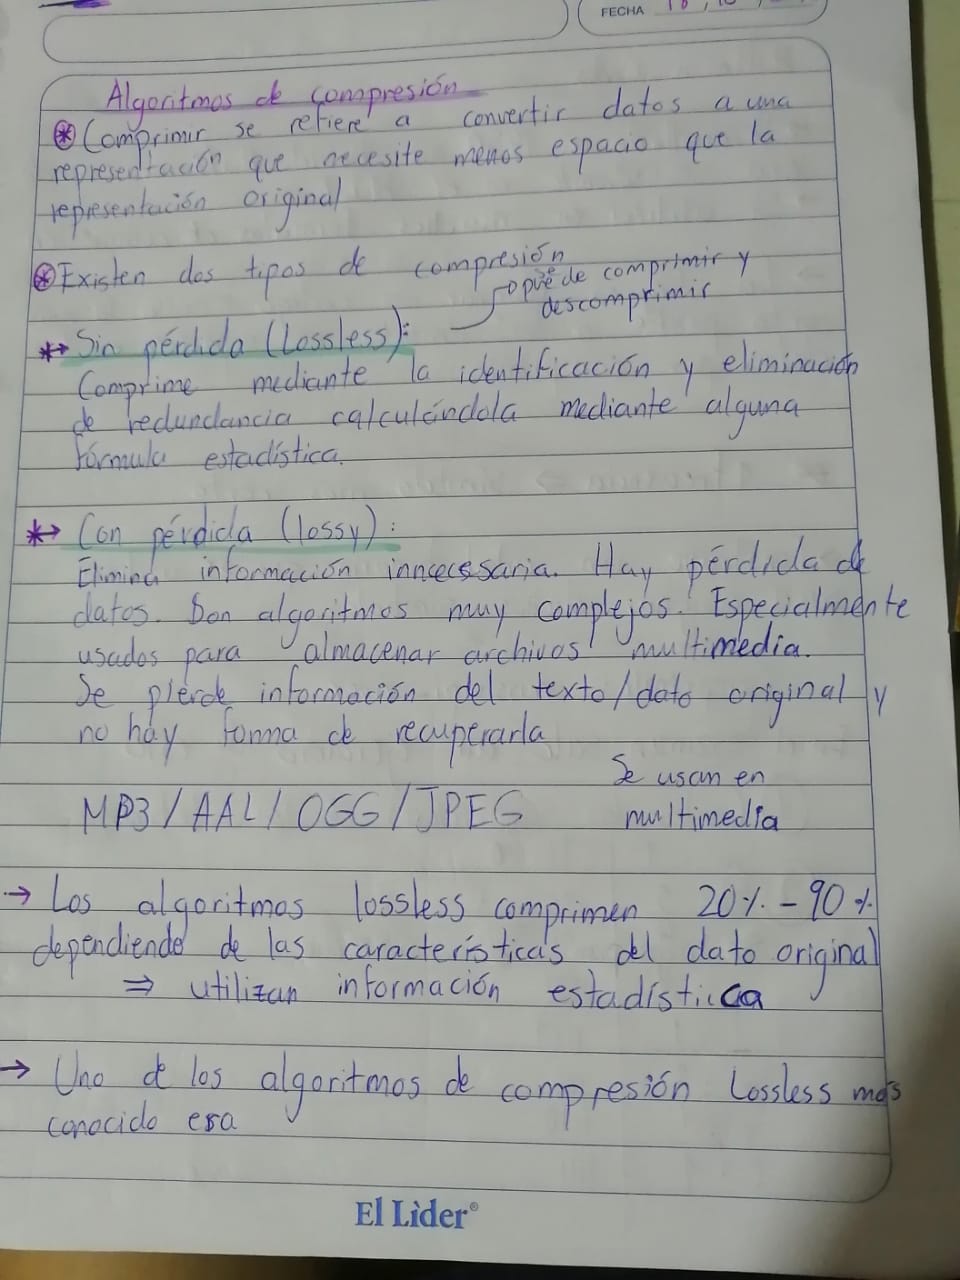 FECHA
Algoritmos de compresión
Comprimir se refiere a convertir datos a una
representación que necesite menos espacio que la
representación original
Existen dos tipos de compresión
puede comprimir y
descomprimir
Sin pérdida (Lossless):
Comprime mediante la identificación y eliminación
de redundancia calculándola mediante alguna
fórmula estadística.
Con pérdida (lossy):
Elimina información innecesaria. Hay pérdida de
datos. Son algoritmos muy complejos. Especialmente
usados para almacenar archivos multimedia.
Se pierde información del texto/dato original y
no hay forma de recuperarla
Se usan en
MP3/AAL/OGG/JPEG multimedia
→ Los algoritmos lossless comprimen 20% - 90%
dependiendo de las características del dato original
⇒ utilizan información estadística
→ Uno de los algoritmos de compresión Lossless más
conocido esa
El Lìder®